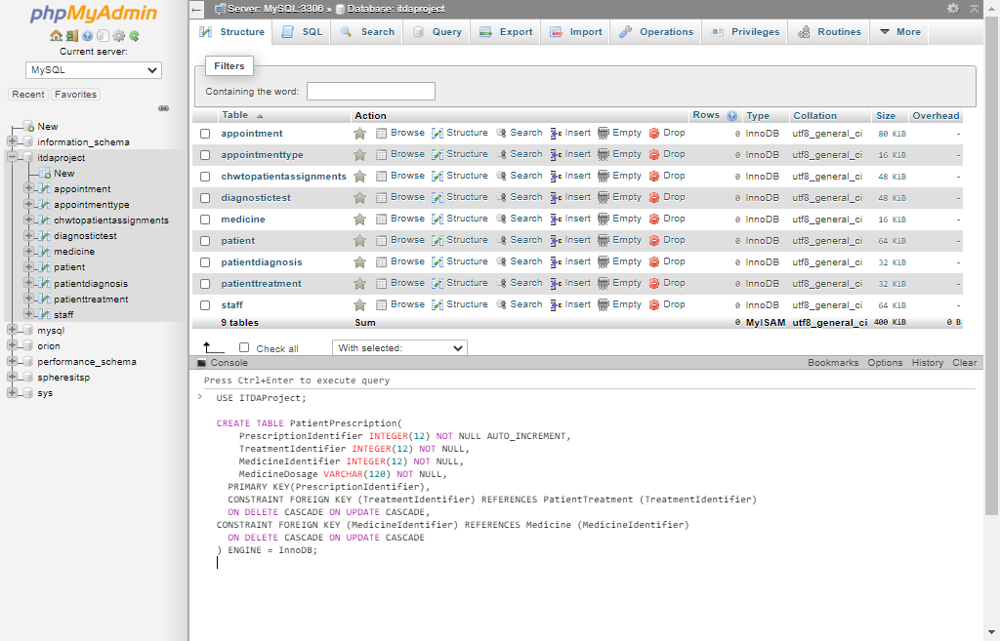 phpMyAdmin
Current server:
MySQL
Recent Favorites
New
information_schema
itdaproject
New
appointment
appointmenttype
chwtopatientassignments
diagnostictest
medicine
patient
patientdiagnosis
patienttreatment
staff
mysql
orion
performance_schema
spheresitsp
sys
Server: MySQL:3306 » Database: itdaproject
Structure SQL Search Query Export Import Operations Privileges Routines More
Filters
Containing the word:
Table Action Rows Type Collation Size Overhead
appointment Browse Structure Search Insert Empty Drop 0 InnoDB utf8_general_ci 80 KiB -
appointmenttype Browse Structure Search Insert Empty Drop 0 InnoDB utf8_general_ci 16 KiB -
chwtopatientassignments Browse Structure Search Insert Empty Drop 0 InnoDB utf8_general_ci 48 KiB -
diagnostictest Browse Structure Search Insert Empty Drop 0 InnoDB utf8_general_ci 48 KiB -
medicine Browse Structure Search Insert Empty Drop 0 InnoDB utf8_general_ci 16 KiB -
patient Browse Structure Search Insert Empty Drop 0 InnoDB utf8_general_ci 64 KiB -
patientdiagnosis Browse Structure Search Insert Empty Drop 0 InnoDB utf8_general_ci 32 KiB -
patienttreatment Browse Structure Search Insert Empty Drop 0 InnoDB utf8_general_ci 32 KiB -
staff Browse Structure Search Insert Empty Drop 0 InnoDB utf8_general_ci 64 KiB -
9 tables Sum 0 MyISAM utf8_general_ci 400 KiB 0 B
Check all With selected:
Console Bookmarks Options History Clear
Press Ctrl+Enter to execute query
> USE ITDAProject;
CREATE TABLE PatientPrescription(
PrescriptionIdentifier INTEGER(12) NOT NULL AUTO_INCREMENT,
TreatmentIdentifier INTEGER(12) NOT NULL,
MedicineIdentifier INTEGER(12) NOT NULL,
MedicineDosage VARCHAR(120) NOT NULL,
PRIMARY KEY(PrescriptionIdentifier),
CONSTRAINT FOREIGN KEY (TreatmentIdentifier) REFERENCES PatientTreatment (TreatmentIdentifier)
ON DELETE CASCADE ON UPDATE CASCADE,
CONSTRAINT FOREIGN KEY (MedicineIdentifier) REFERENCES Medicine (MedicineIdentifier)
ON DELETE CASCADE ON UPDATE CASCADE
) ENGINE = InnoDB;